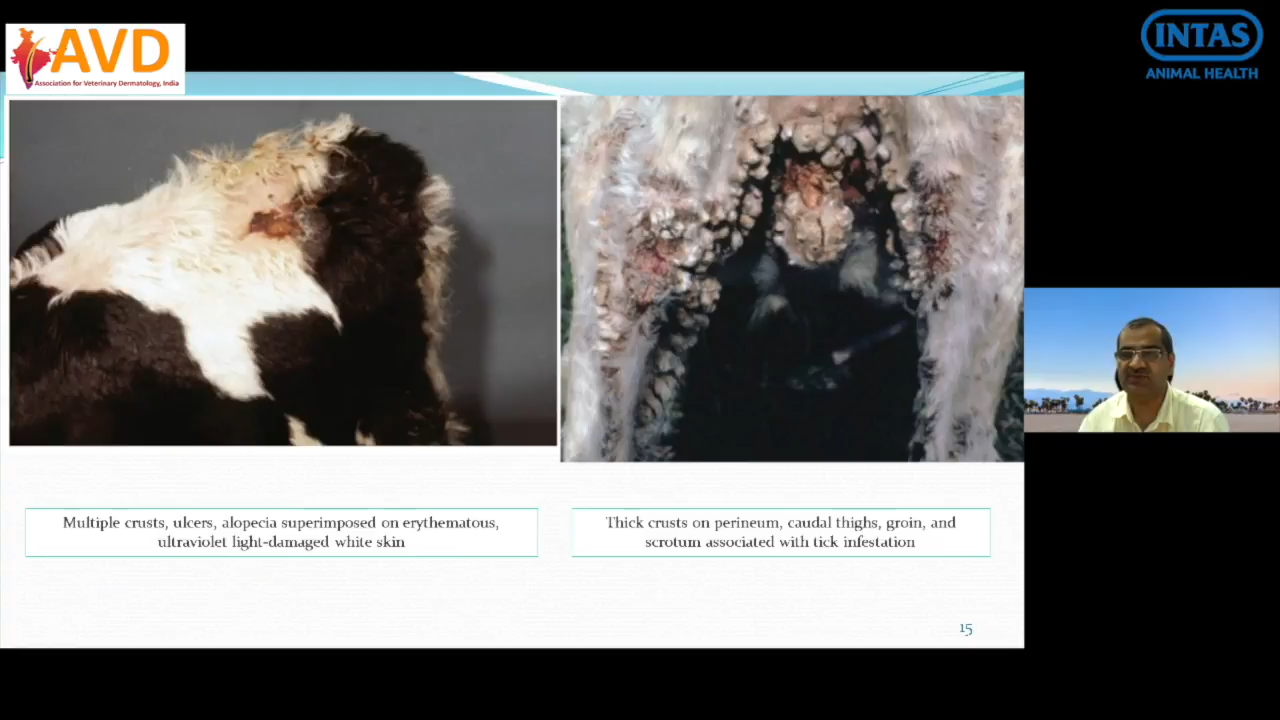 AVD
Association for Veterinary Dermatology, India
INTAS
ANIMAL HEALTH
Multiple crusts, ulcers, alopecia superimposed on erythematous,
ultraviolet light-damaged white skin
Thick crusts on perineum, caudal thighs, groin, and
scrotum associated with tick infestation
15